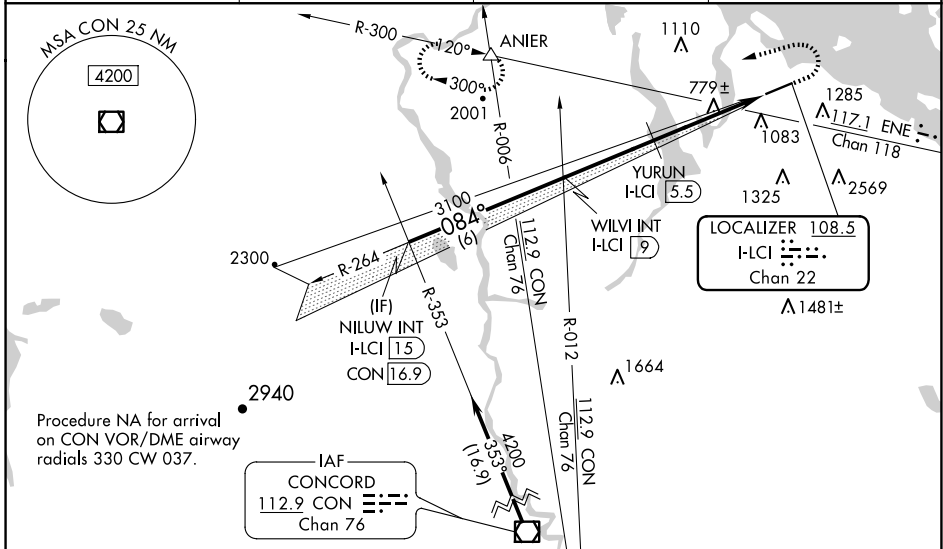 MSA CON 25 NM
4200
R-300
120°
ANIER
300°
2001
R-006
1110
779±
1285
1083
117.1 ENE
Chan 118
1325
2569
YURUN
I-LCI 5.5
WILVI INT
I-LCI 9
3100
084°
(6)
2300
R-264
(IF)
NILUW INT
I-LCI 15
CON 16.9
R-353
112.9 CON
Chan 76
R-012
112.9 CON
Chan 76
LOCALIZER 108.5
I-LCI
Chan 22
1481±
1664
2940
Procedure NA for arrival
on CON VOR/DME airway
radials 330 CW 037.
4200
353°
(16.9)
IAF
CONCORD
112.9 CON
Chan 76